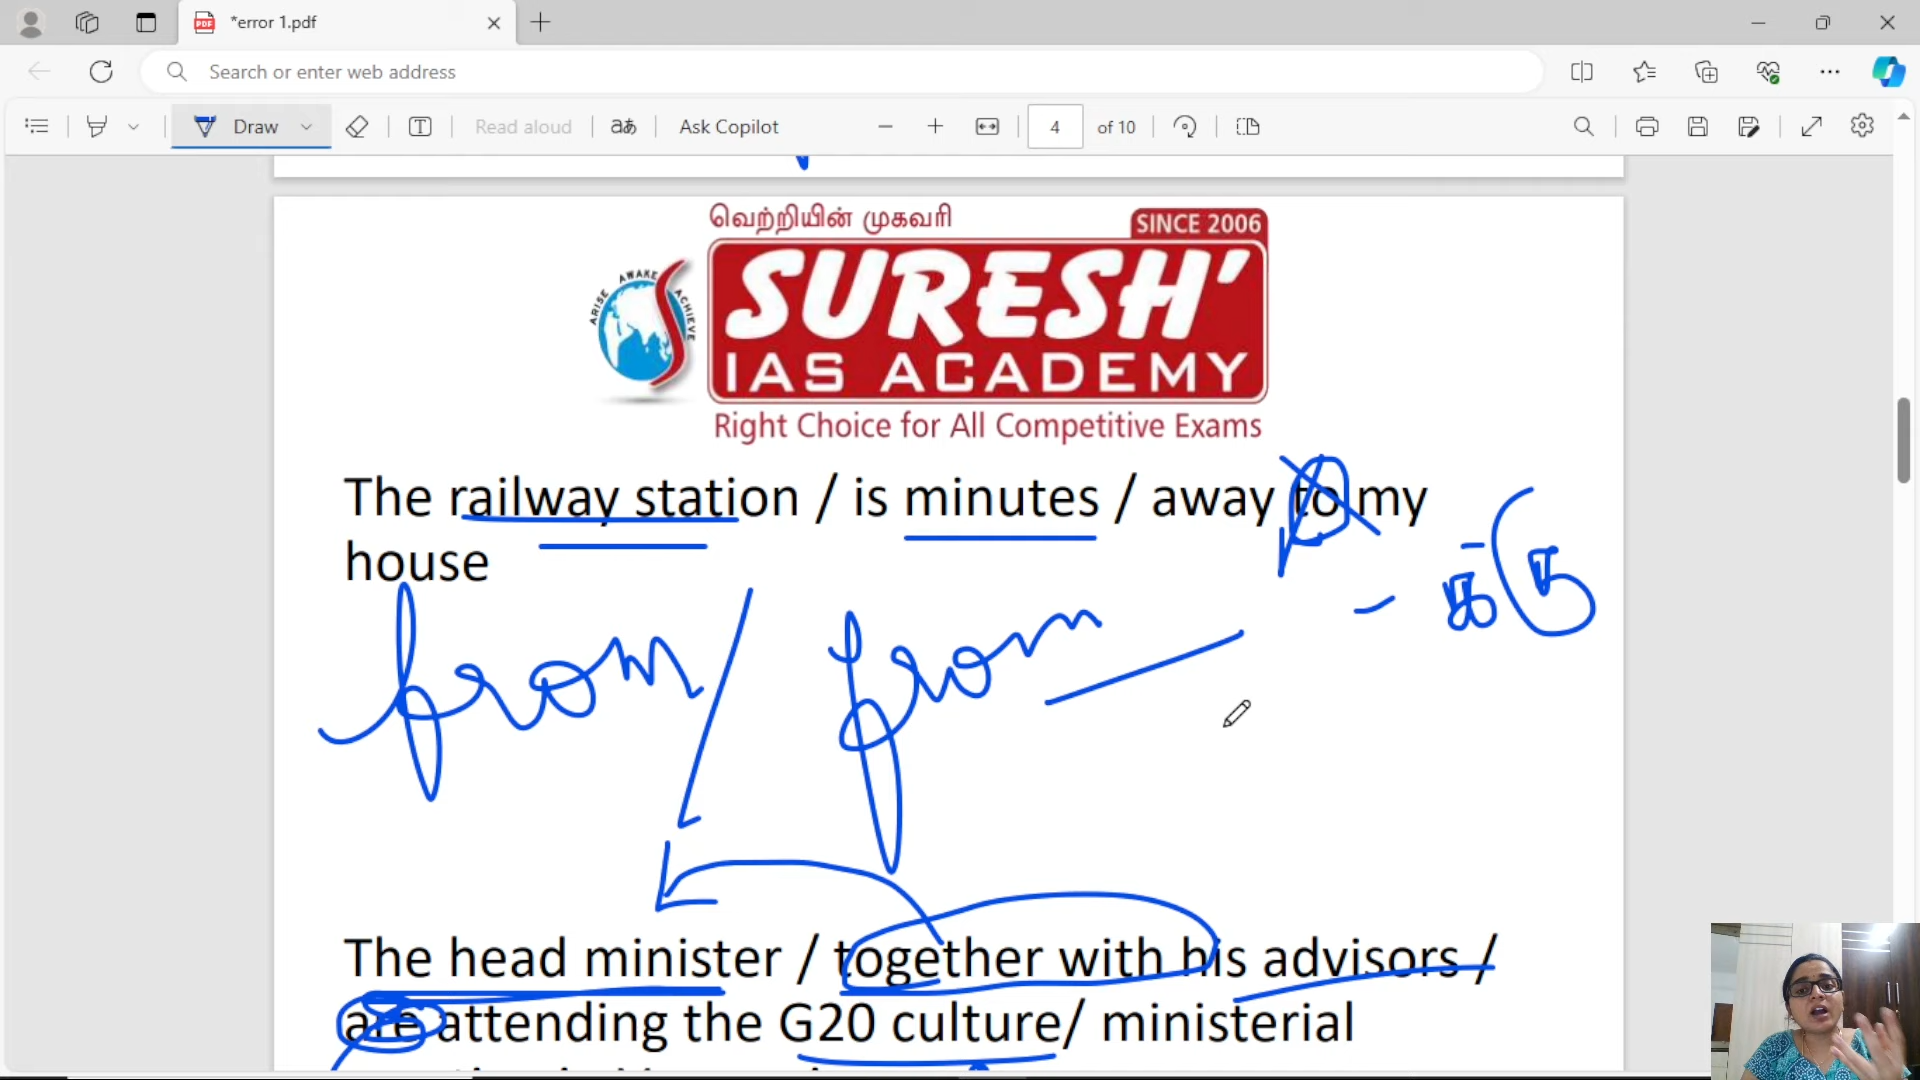 *error 1.pdf
Search or enter web address
Draw
Read aloud
aあ
Ask Copilot
4
of 10
வெற்றியின் முகவரி
SINCE 2006
ARISE AWAKE ACHIEVE
SURESH'
IAS ACADEMY
Right Choice for All Competitive Exams
The railway station / is minutes / away to my
house
from / from
The head minister / together with his advisors /
are attending the G20 culture/ ministerial